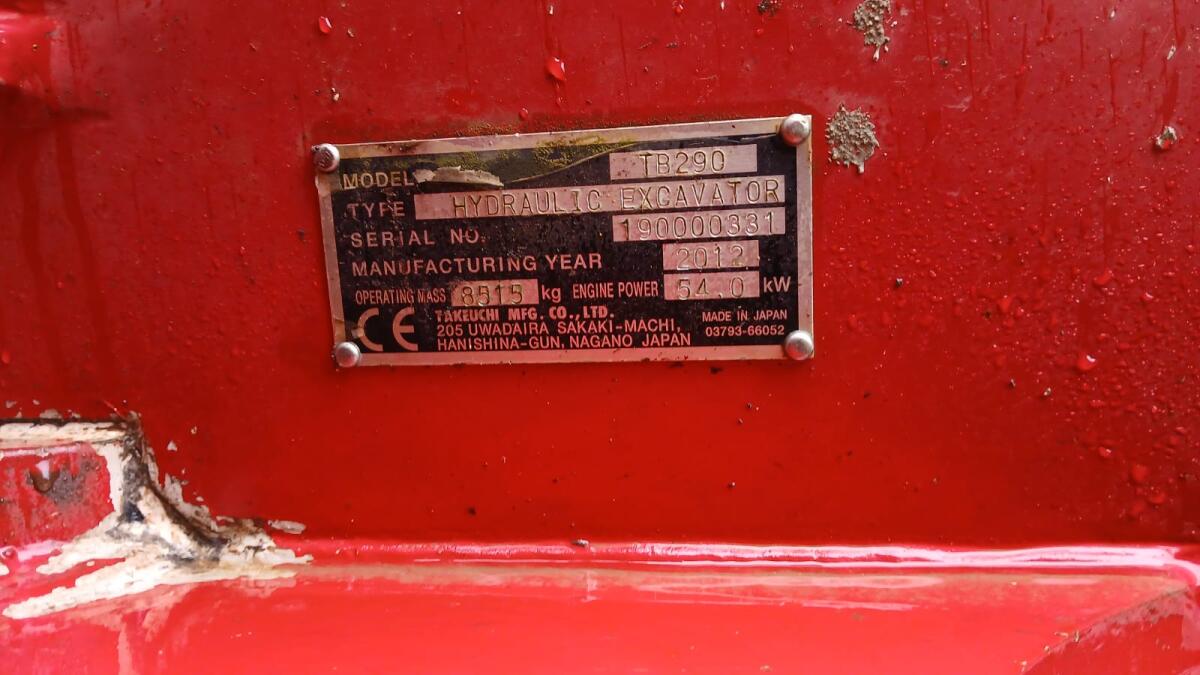 MODEL TB290
TYPE HYDRAULIC EXCAVATOR
SERIAL NO. 190000331
MANUFACTURING YEAR 2012
OPERATING MASS 8515 kg ENGINE POWER 54.0 kW
CE
TAKEUCHI MFG. CO., LTD.
205 UWADAIRA SAKAKI-MACHI,
HANISHINA-GUN, NAGANO JAPAN
MADE IN JAPAN
03793-66052